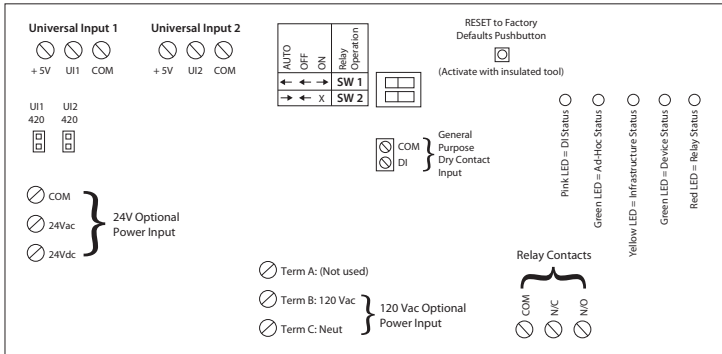 Universal Input 1
+ 5V UI1 COM
Universal Input 2
+ 5V UI2 COM
AUTO
OFF
ON
Relay
Operation
← ← → SW 1
→ ← X SW 2
RESET to Factory
Defaults Pushbutton
(Activate with insulated tool)
UI1
420
UI2
420
COM
DI
General
Purpose
Dry Contact
Input
Pink LED = DI Status
Green LED = Ad-Hoc Status
Yellow LED = Infrastructure Status
Green LED = Device Status
Red LED = Relay Status
COM
24Vac
24Vdc
24V Optional
Power Input
Term A: (Not used)
Term B: 120 Vac
Term C: Neut
120 Vac Optional
Power Input
Relay Contacts
COM
N/C
N/O